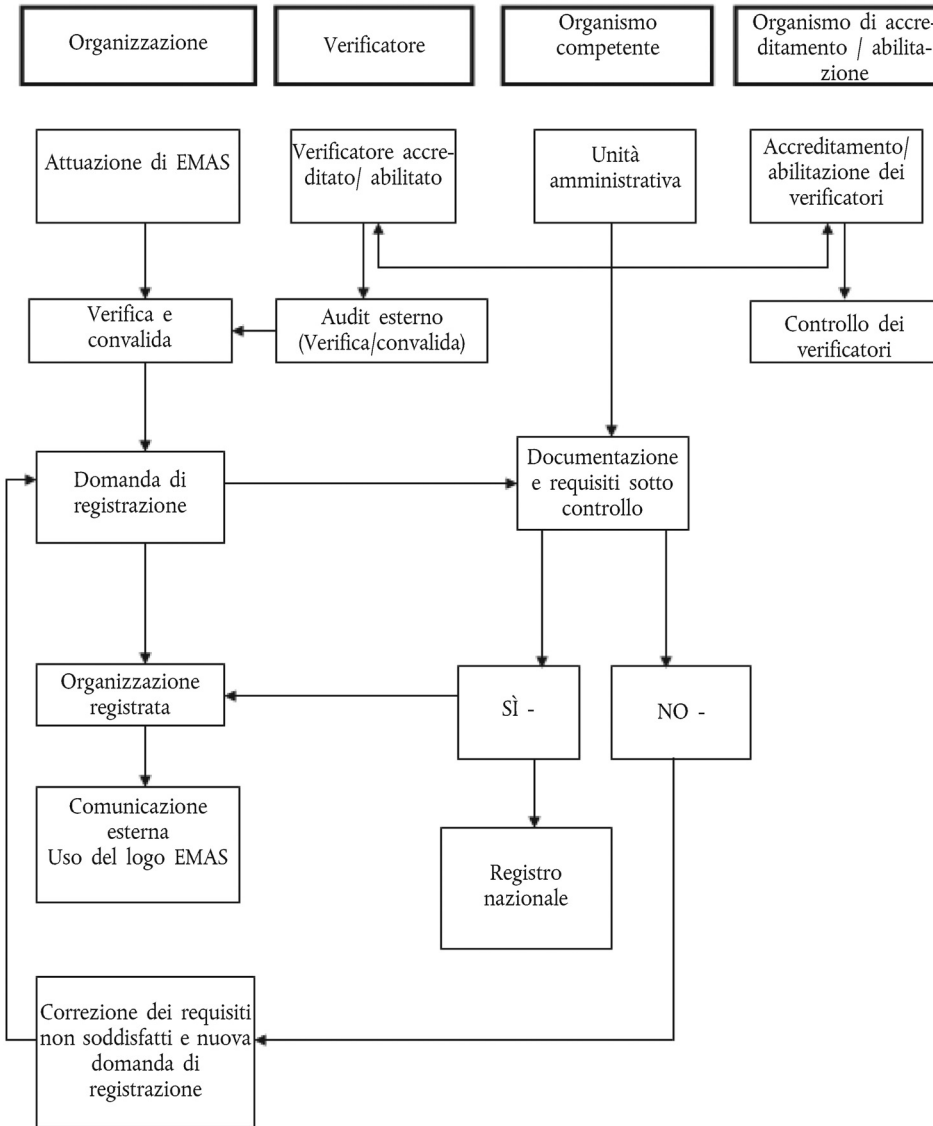 Organizzazione
Verificatore
Organismo
competente
Organismo di accre-
ditamento / abilita-
zione
Attuazione di EMAS
Verificatore accre-
ditato/ abilitato
Unità
amministrativa
Accreditamento/
abilitazione dei
verificatori
Verifica e
convalida
Audit esterno
(Verifica/convalida)
Controllo dei
verificatori
Domanda di
registrazione
Documentazione
e requisiti sotto
controllo
Organizzazione
registrata
SÌ -
NO -
Comunicazione
esterna
Uso del logo EMAS
Registro
nazionale
Correzione dei requisiti
non soddisfatti e nuova
domanda di
registrazione